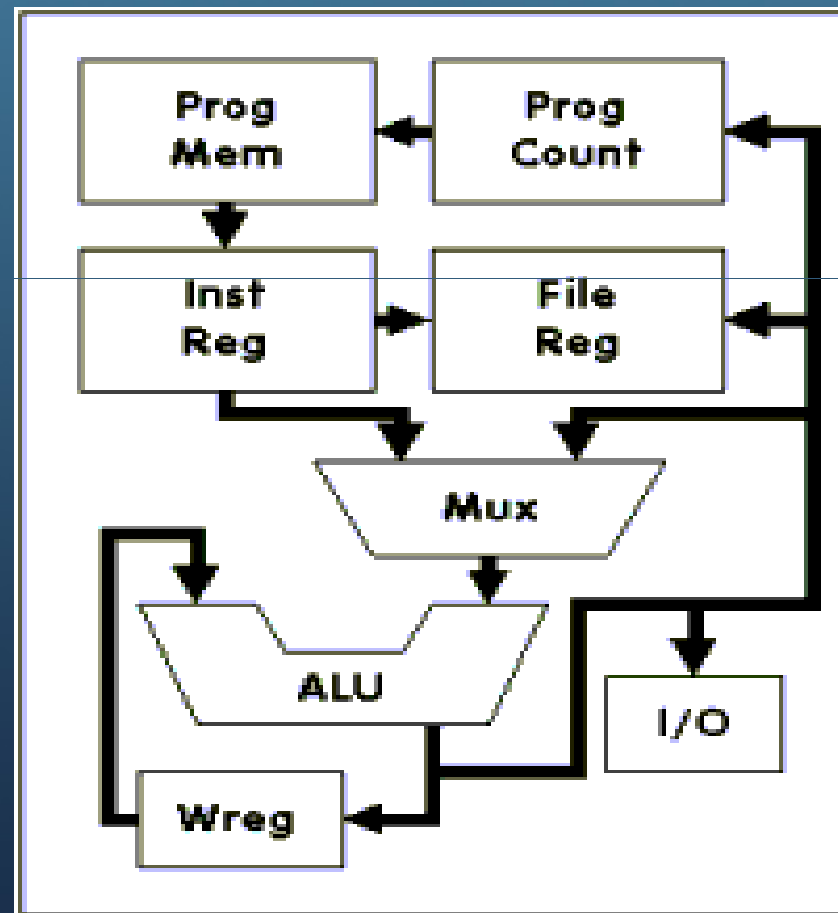 Prog
Mem
Prog
Count
Inst
Reg
File
Reg
Mux
ALU
I/O
Wreg